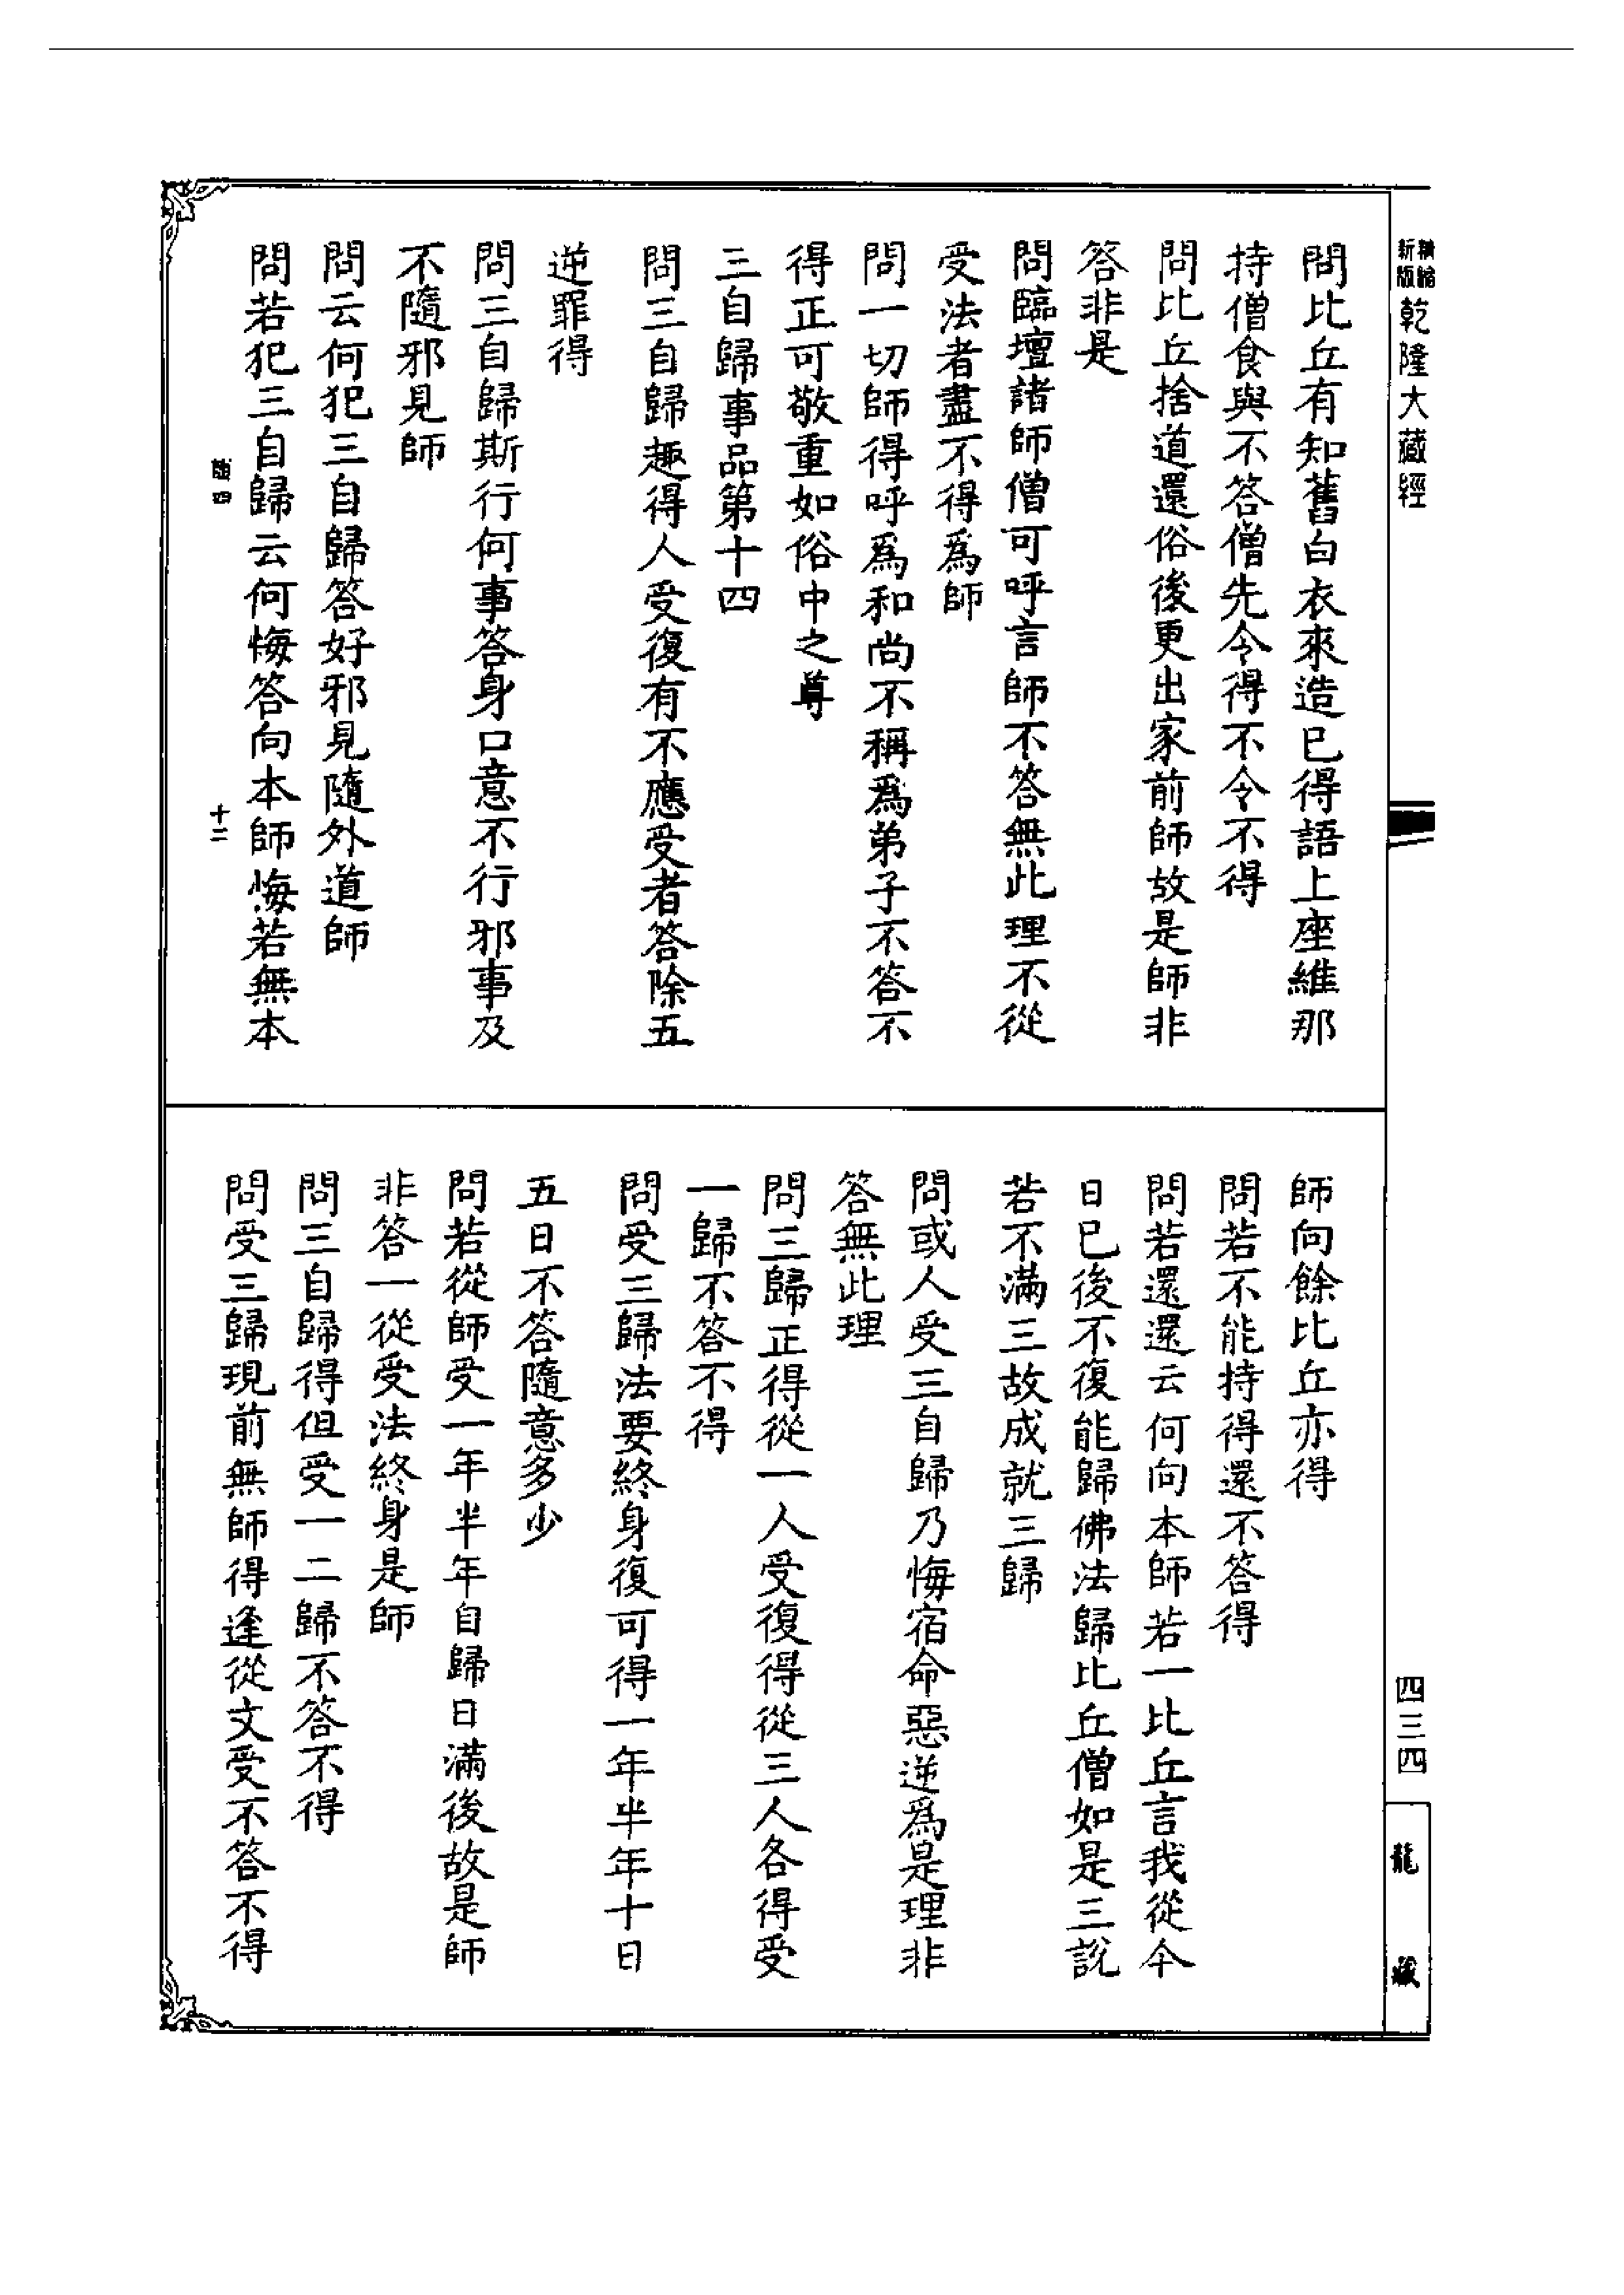 新版
精縮
乾隆大藏經
四三四
龍藏
問比丘有知舊白衣來造已得語上座維那
持僧食與不答僧先令得不令不得
問比丘捨道還俗後更出家前師故是師非
答非是
問臨壇諸師僧可呼言師不答無此理不從
受法者盡不得爲師
問一切師得呼爲和尚不稱爲弟子不答不
得正可敬重如俗中之尊
三自歸事品第十四
問三自歸趣得人受復有不應受者答除五
逆罪得
問三自歸斯行何事答身口意不行邪事及
不隨邪見師
問云何犯三自歸答好邪見隨外道師
問若犯三自歸云何悔答向本師悔若無本
隨四
十二
師向餘比丘亦得
問若不能持得還不答得
問若還還云何向本師若一比丘言我從今
日已後不復能歸佛法歸比丘僧如是三說
若不滿三故成就三歸
問或人受三自歸乃悔宿命惡逆爲是理非
答無此理
問三歸正得從一人受復得從三人各得受
一歸不答不得
問受三歸法要終身復可得一年半年十日
五日不答隨意多少
問若從師受一年半年自歸日滿後故是師
非答一從受法終身是師
問三自歸得但受一二歸不答不得
問受三歸現前無師得逢從文受不答不得